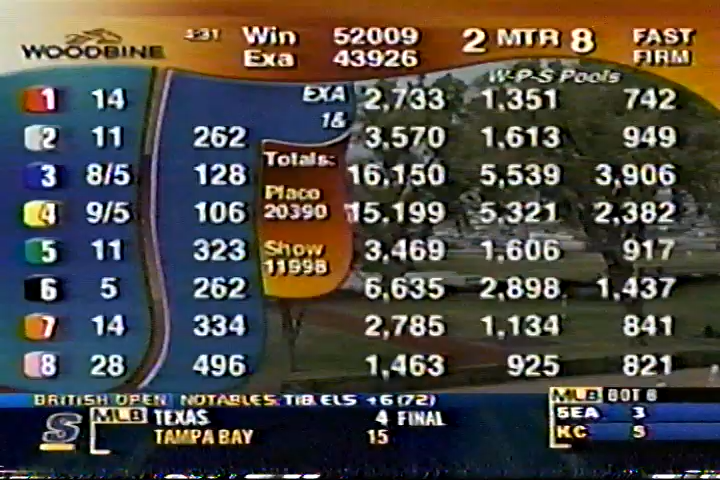 WOODBINE 4:31 Win 52009 2 MTR 8 FAST
Exa 43926 FIRM
W-P-S Pools
1 14 EXA 2,733 1,351 742
1&
2 11 262 3,570 1,613 949
Totals:
3 8/5 128 16,150 5,539 3,906
Place
4 9/5 106 20390 15,199 5,321 2,382
5 11 323 Show 3,469 1,606 917
11998
6 5 262 6,635 2,898 1,437
7 14 334 2,785 1,134 841
8 28 496 1,463 925 821
BRITISH OPEN NOTABLES: T18. ELS +6 (72)
MLB BOT 8
S MLB TEXAS 4 FINAL
TAMPA BAY 15
SEA 3
KC 5